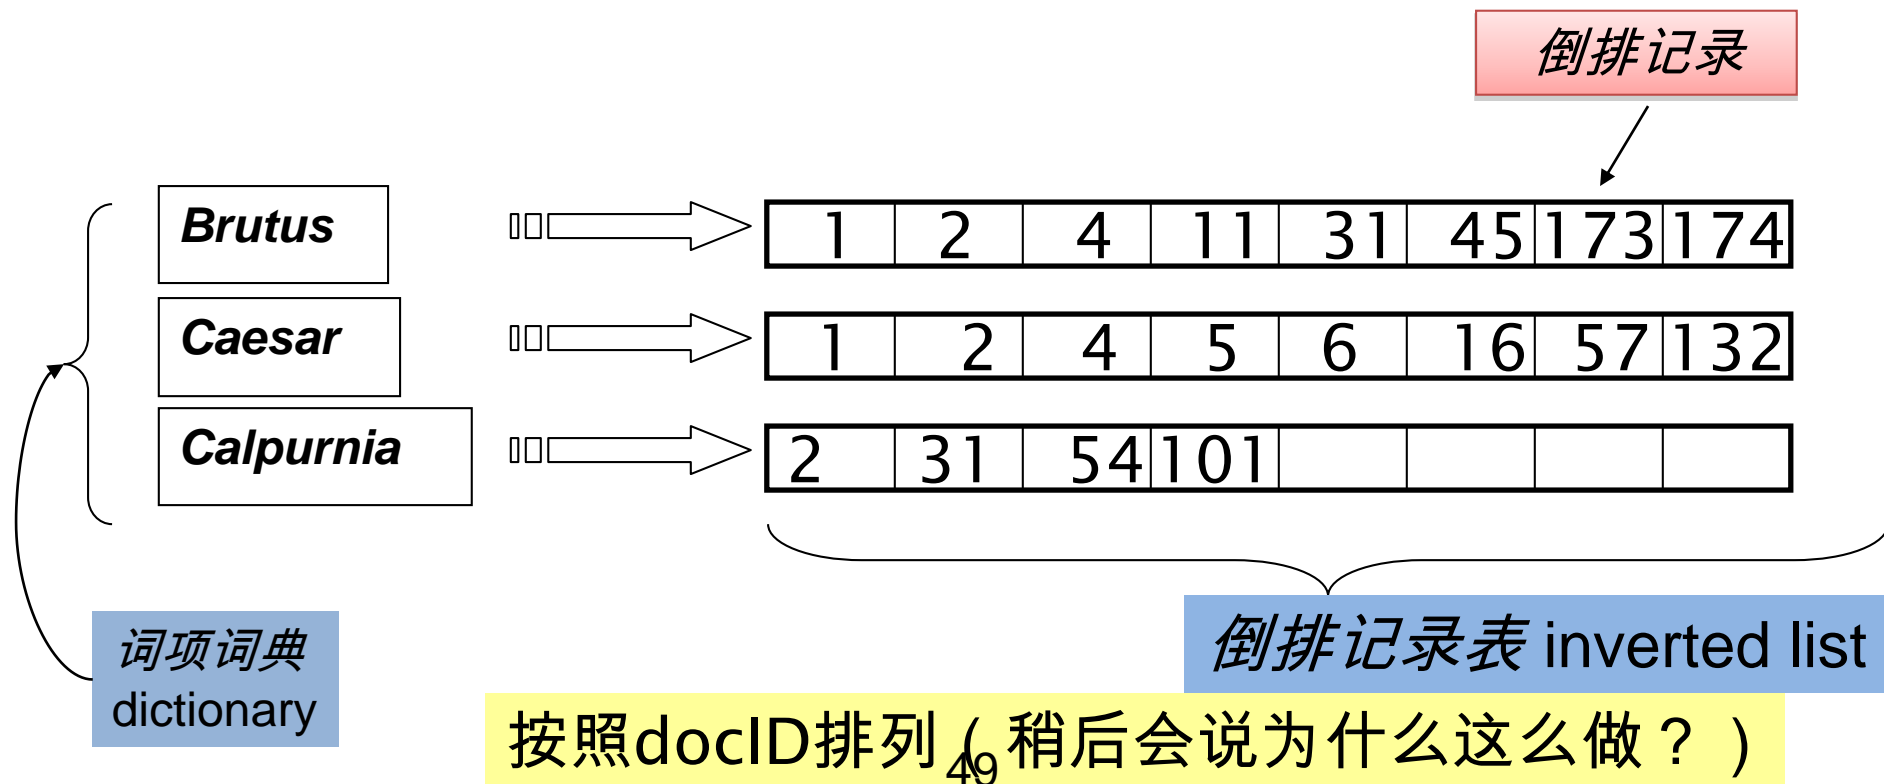 倒排记录
Brutus 1 2 4 11 31 45 173 174
Caesar 1 2 4 5 6 16 57 132
Calpurnia 2 31 54 101
词项词典
dictionary
倒排记录表 inverted list
按照docID排列（稍后会说为什么这么做？）
49